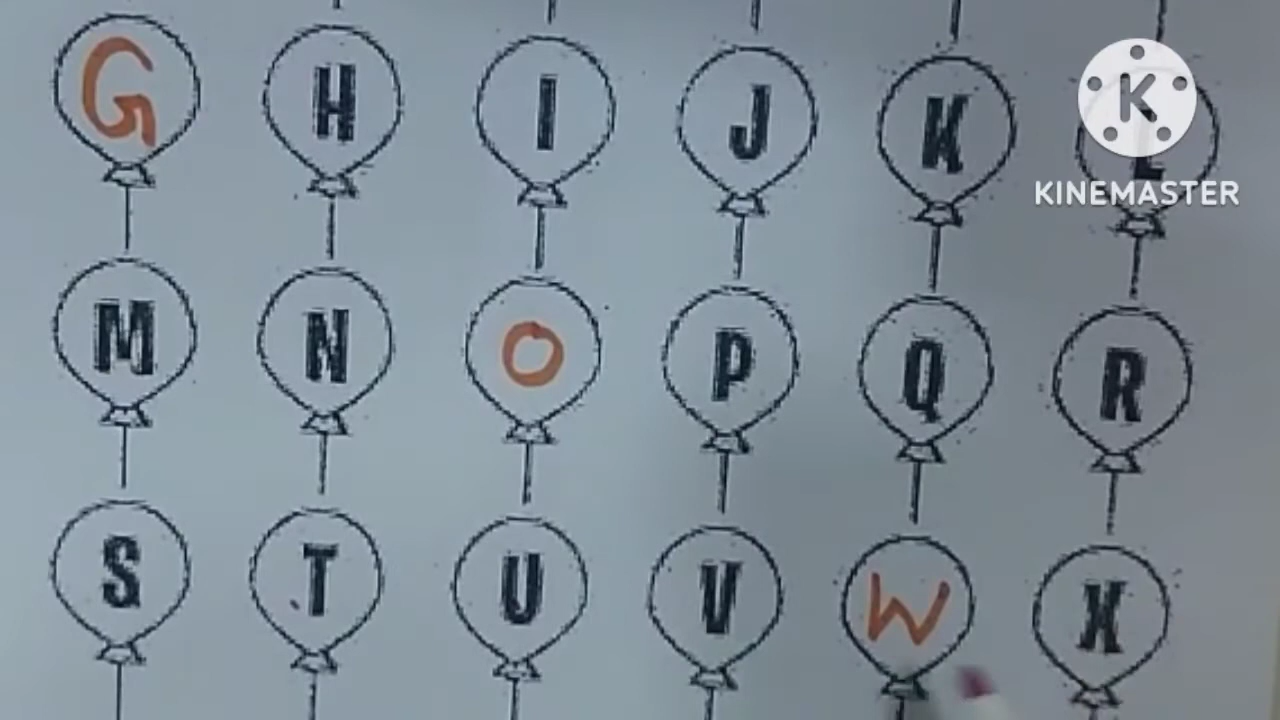 G H I J K L
K
KINEMASTER
M N O P Q R
S T U V W X